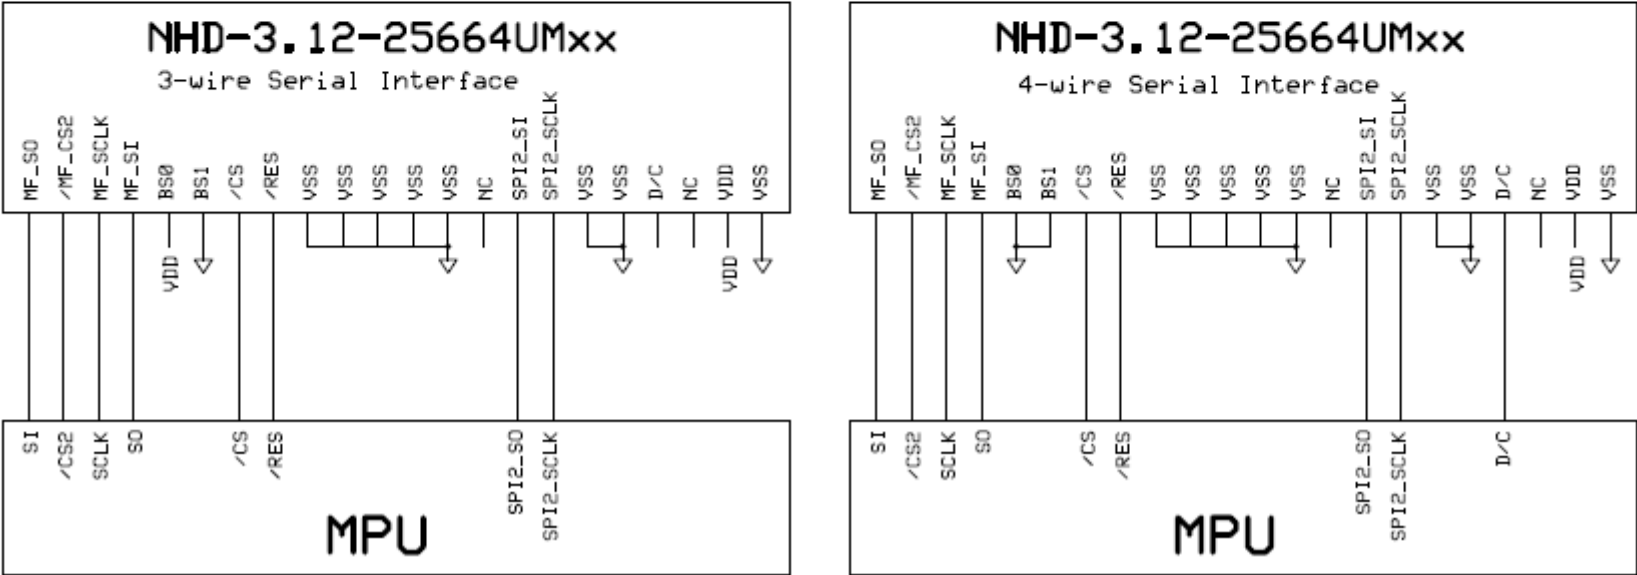 NHD-3.12-25664UMxx
3-wire Serial Interface
MF_SO
/MF_CS2
MF_SCLK
MF_SI
BS0
BS1
/CS
/RES
VSS
VSS
VSS
VSS
VSS
NC
SPI2_SI
SPI2_SCLK
VSS
VSS
D/C
NC
VDD
VSS
VDD
VDD
SI
/CS2
SCLK
SO
/CS
/RES
SPI2_SO
SPI2_SCLK
MPU
NHD-3.12-25664UMxx
4-wire Serial Interface
MF_SO
/MF_CS2
MF_SCLK
MF_SI
BS0
BS1
/CS
/RES
VSS
VSS
VSS
VSS
VSS
NC
SPI2_SI
SPI2_SCLK
VSS
VSS
D/C
NC
VDD
VSS
VDD
SI
/CS2
SCLK
SO
/CS
/RES
SPI2_SO
SPI2_SCLK
D/C
MPU